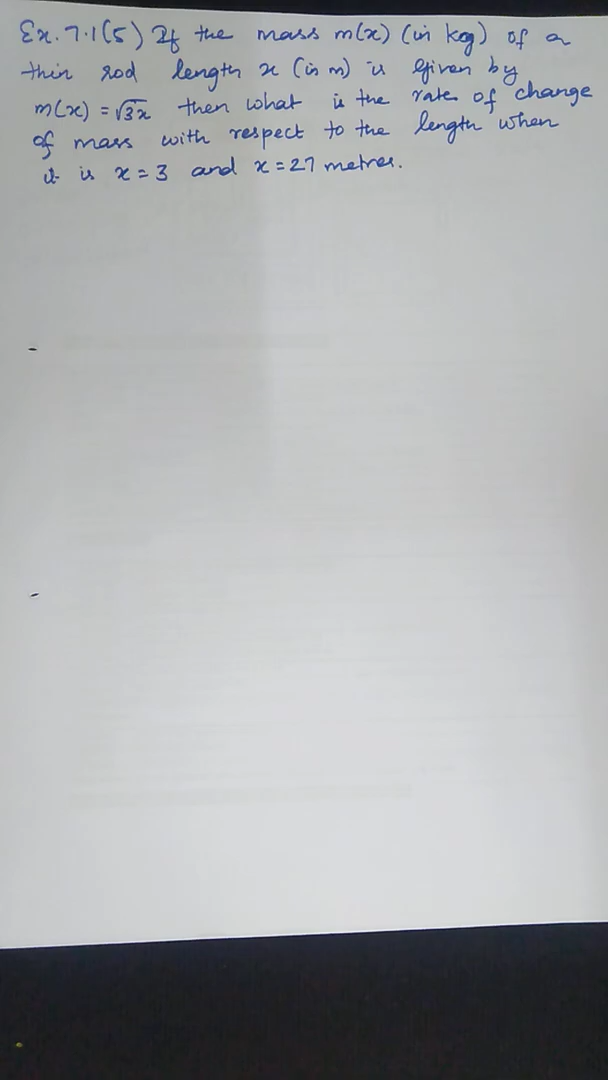 Ex. 7.1(5) If the mass m(x) (in kg) of a
thin rod length x (in m) is given by
m(x) = √3x then what is the rate of change
of mass with respect to the length when
it is x = 3 and x = 27 metres.